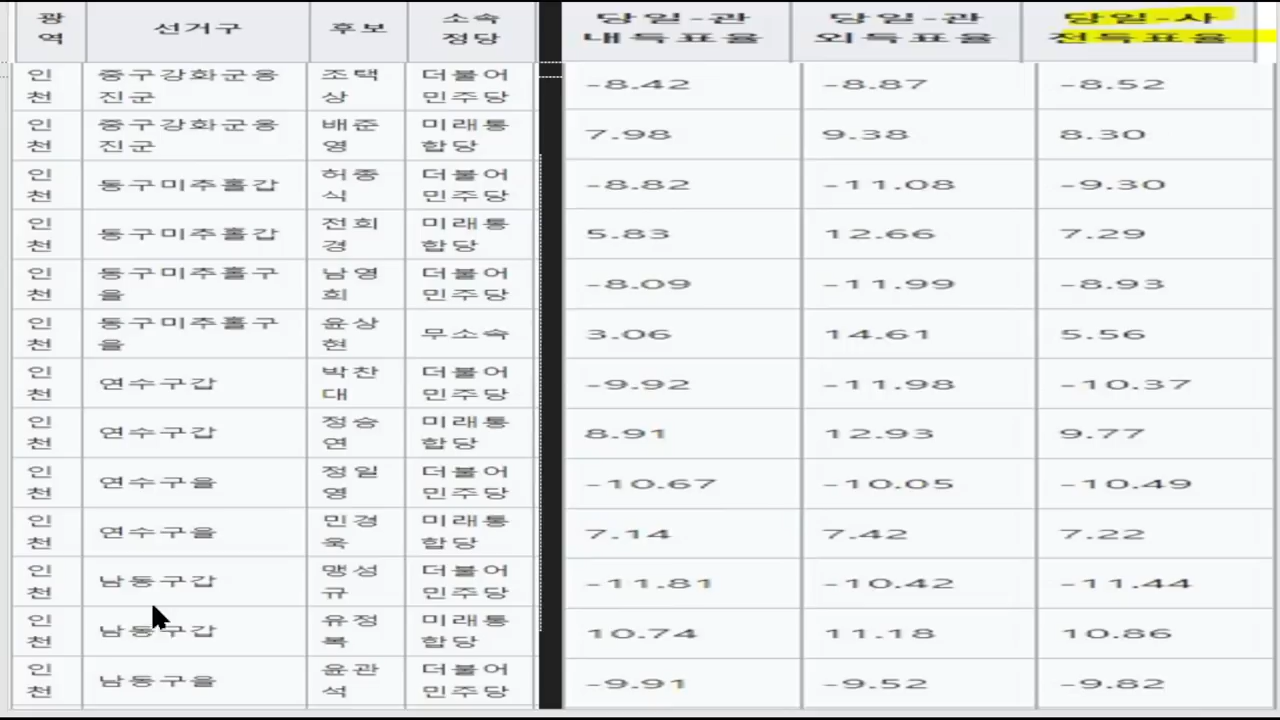 광역 선거구 후보 소속정당 당일-관내득표율 당일-관외득표율 당일-사전득표율
인천 중구강화군옹진군 조택상 더불어민주당 -8.42 -8.87 -8.52
인천 중구강화군옹진군 배준영 미래통합당 7.98 9.38 8.30
인천 동구미추홀갑 허종식 더불어민주당 -8.82 -11.08 -9.30
인천 동구미추홀갑 전희경 미래통합당 5.83 12.66 7.29
인천 동구미추홀구을 남영희 더불어민주당 -8.09 -11.99 -8.93
인천 동구미추홀구을 윤상현 무소속 3.06 14.61 5.56
인천 연수구갑 박찬대 더불어민주당 -9.92 -11.98 -10.37
인천 연수구갑 정승연 미래통합당 8.91 12.93 9.77
인천 연수구을 정일영 더불어민주당 -10.67 -10.05 -10.49
인천 연수구을 민경욱 미래통합당 7.14 7.42 7.22
인천 남동구갑 맹성규 더불어민주당 -11.81 -10.42 -11.44
인천 남동구갑 유정복 미래통합당 10.74 11.18 10.86
인천 남동구을 윤관석 더불어민주당 -9.91 -9.52 -9.82